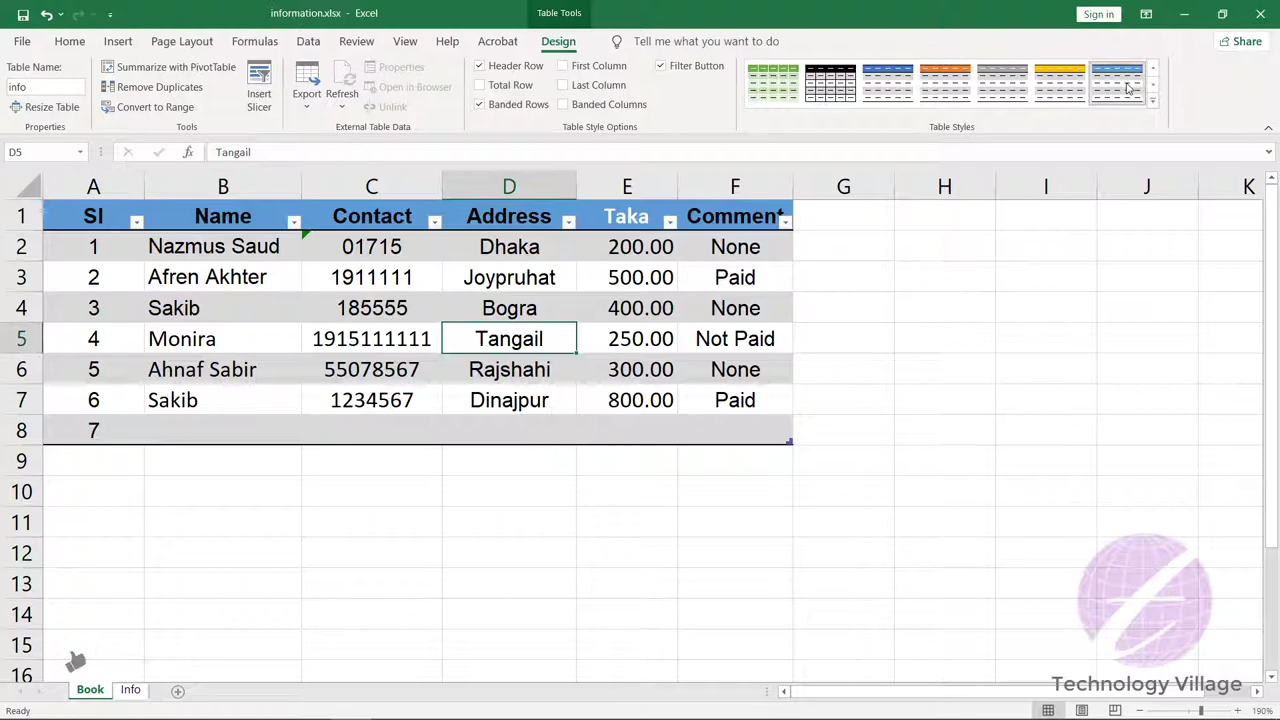 information.xlsx - Excel
Table Tools
Sign in
File Home Insert Page Layout Formulas Data Review View Help Acrobat Design Tell me what you want to do Share
Table Name:
info
Resize Table
Properties
Summarize with PivotTable
Remove Duplicates
Convert to Range
Tools
Insert
Slicer
Export
Refresh
Properties
Open in Browser
Unlink
External Table Data
Header Row First Column Filter Button
Total Row Last Column
Banded Rows Banded Columns
Table Style Options
Table Styles
D5 fx Tangail
A B C D E F G H I J K
1 Sl Name Contact Address Taka Comment
2 1 Nazmus Saud 01715 Dhaka 200.00 None
3 2 Afren Akhter 1911111 Joypruhat 500.00 Paid
4 3 Sakib 185555 Bogra 400.00 None
5 4 Monira 1915111111 Tangail 250.00 Not Paid
6 5 Ahnaf Sabir 55078567 Rajshahi 300.00 None
7 6 Sakib 1234567 Dinajpur 800.00 Paid
8 7
9
10
11
12
13
14
15
16
Technology Village
Book Info
Ready 190%